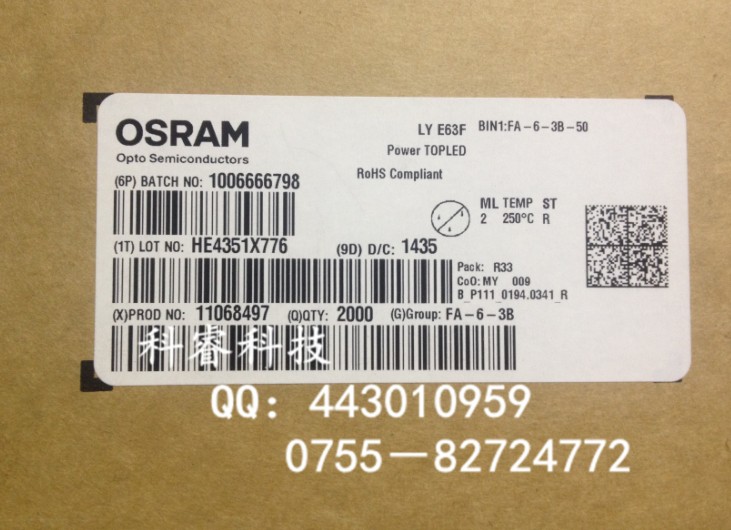 OSRAM
Opto Semiconductors
LY E63F BIN1:FA-6-3B-50
Power TOPLED
RoHS Compliant
(6P) BATCH NO: 1006666798
ML TEMP ST
2 250°C R
(1T) LOT NO: HE4351X776 (9D) D/C: 1435
Pack: R33
CoO: MY 009
B_P111_0194.0341_R
(X)PROD NO: 11068497 (Q)QTY: 2000 (G)Group: FA-6-3B
科睿科技
QQ: 443010959
0755-82724772